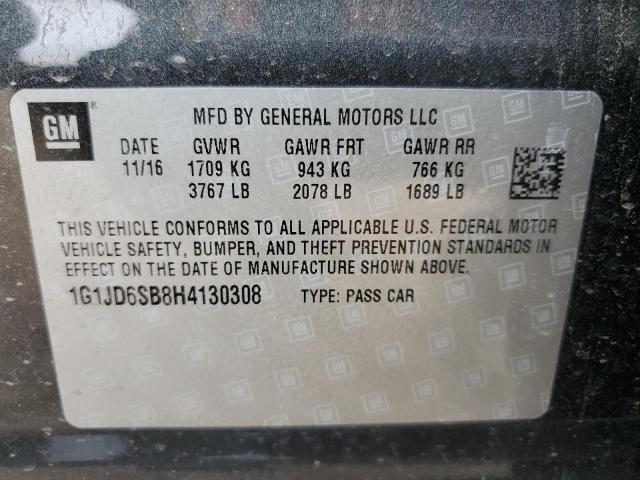 GM
MFD BY GENERAL MOTORS LLC
DATE GVWR GAWR FRT GAWR RR
11/16 1709 KG 943 KG 766 KG
3767 LB 2078 LB 1689 LB
THIS VEHICLE CONFORMS TO ALL APPLICABLE U.S. FEDERAL MOTOR
VEHICLE SAFETY, BUMPER, AND THEFT PREVENTION STANDARDS IN
EFFECT ON THE DATE OF MANUFACTURE SHOWN ABOVE.
1G1JD6SB8H4130308 TYPE: PASS CAR